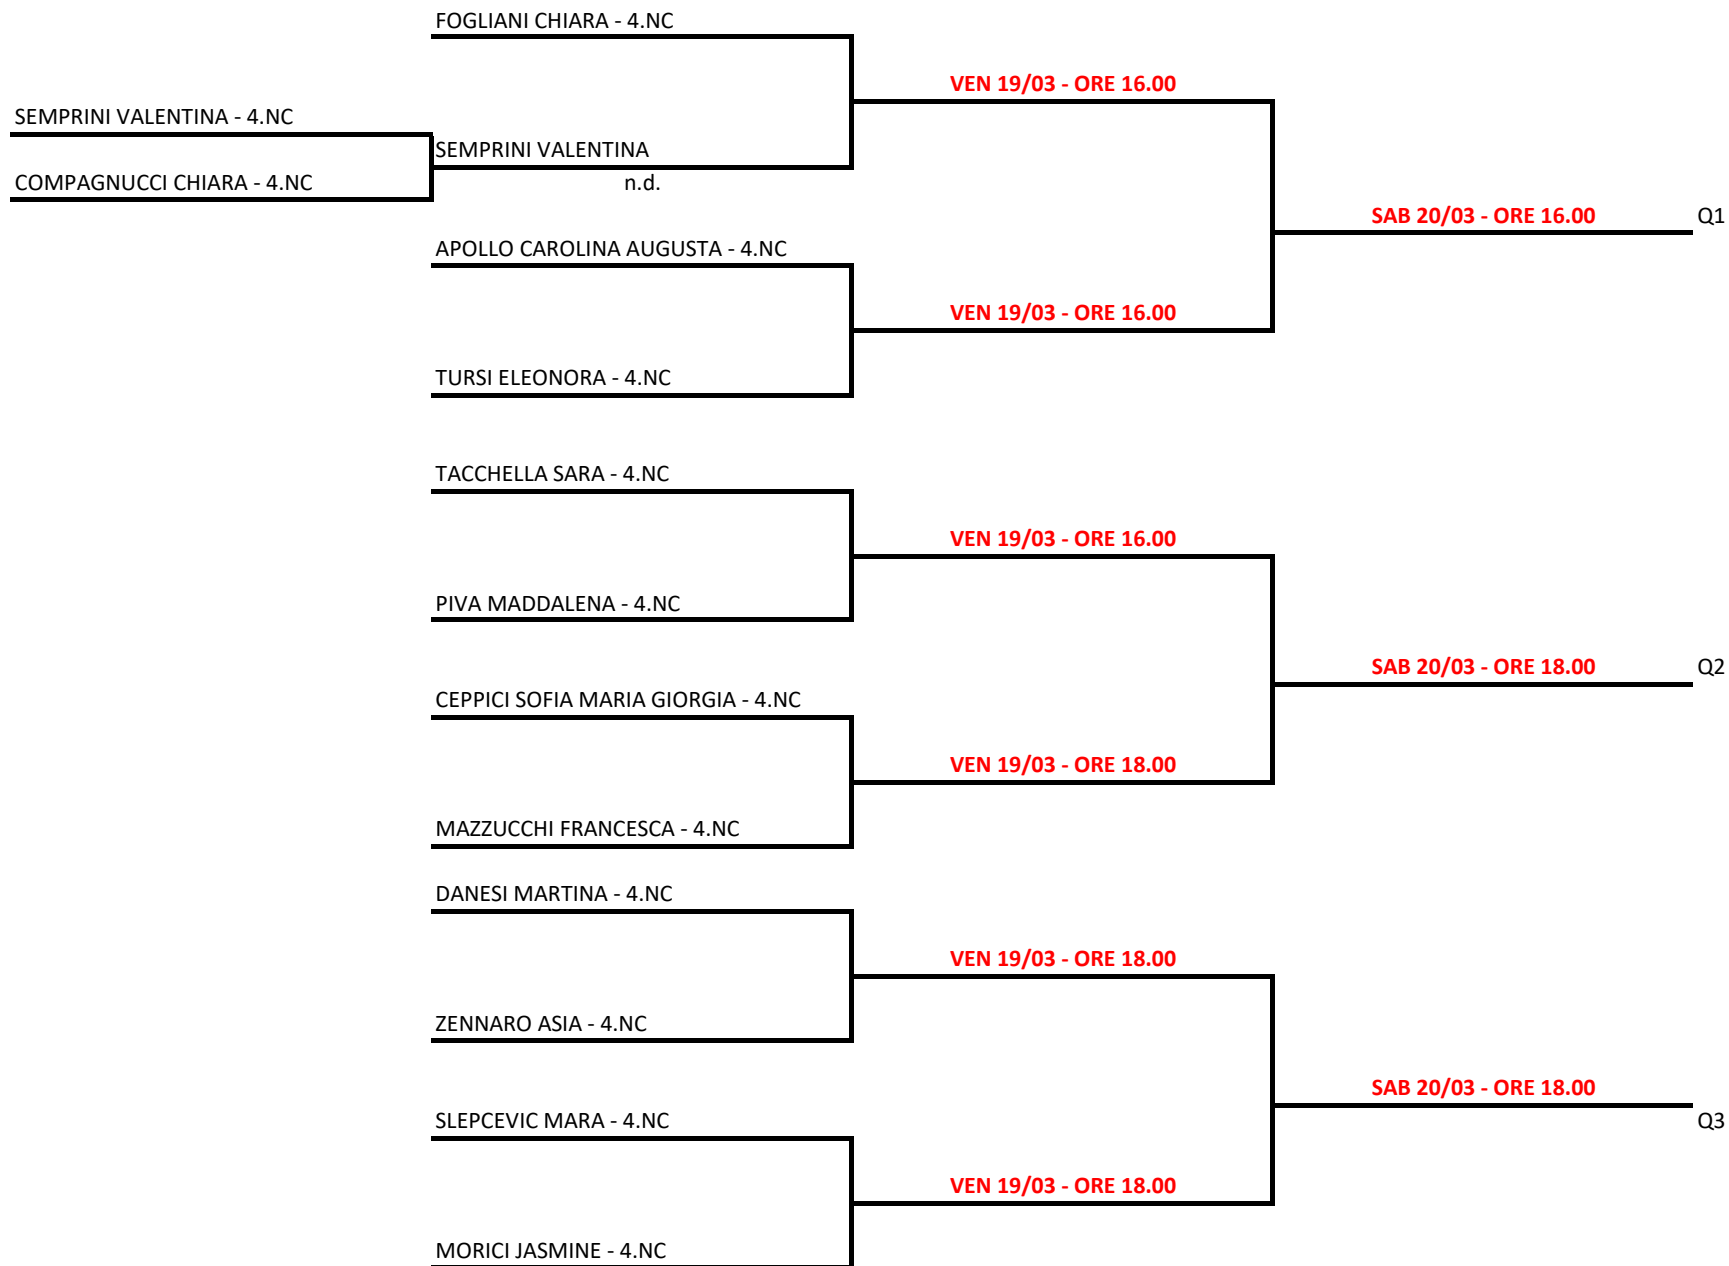 FOGLIANI CHIARA - 4.NC
VEN 19/03 - ORE 16.00
SEMPRINI VALENTINA - 4.NC
SEMPRINI VALENTINA
COMPAGNUCCI CHIARA - 4.NC
n.d.
SAB 20/03 - ORE 16.00
Q1
APOLLO CAROLINA AUGUSTA - 4.NC
VEN 19/03 - ORE 16.00
TURSI ELEONORA - 4.NC
TACCHELLA SARA - 4.NC
VEN 19/03 - ORE 16.00
PIVA MADDALENA - 4.NC
SAB 20/03 - ORE 18.00
Q2
CEPPICI SOFIA MARIA GIORGIA - 4.NC
VEN 19/03 - ORE 18.00
MAZZUCCHI FRANCESCA - 4.NC
DANESI MARTINA - 4.NC
VEN 19/03 - ORE 18.00
ZENNARO ASIA - 4.NC
SAB 20/03 - ORE 18.00
SLEPCEVIC MARA - 4.NC
Q3
VEN 19/03 - ORE 18.00
MORICI JASMINE - 4.NC